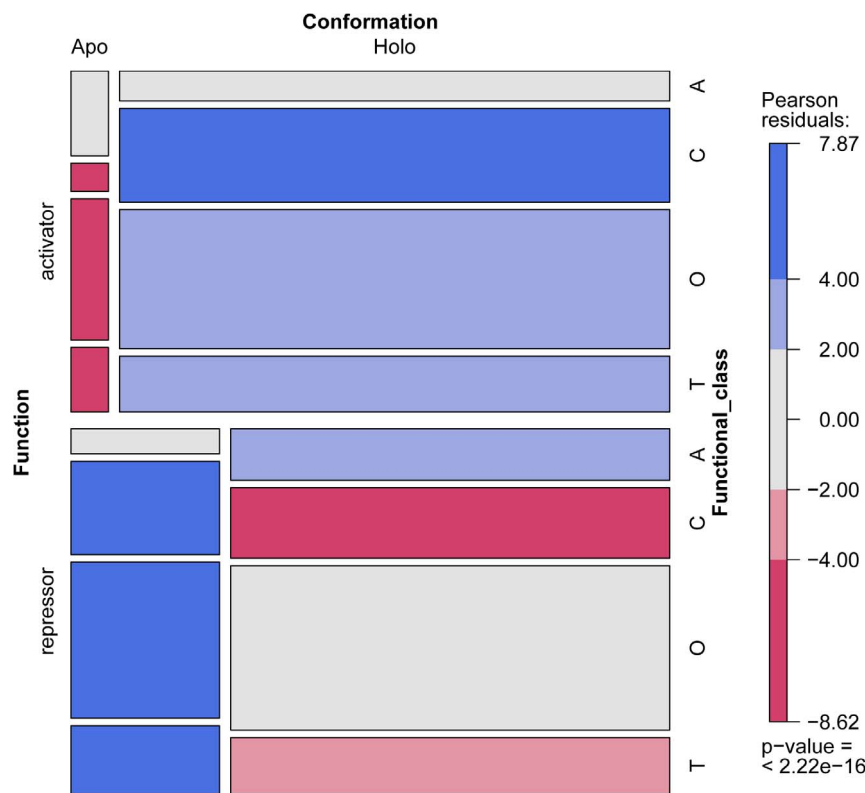 Conformation
Apo
Holo
Function
activator
repressor
A
C
O
T
A
C
O
T
Functional_class
Pearson
residuals:
7.87
4.00
2.00
0.00
−2.00
−4.00
−8.62
p−value =
< 2.22e−16